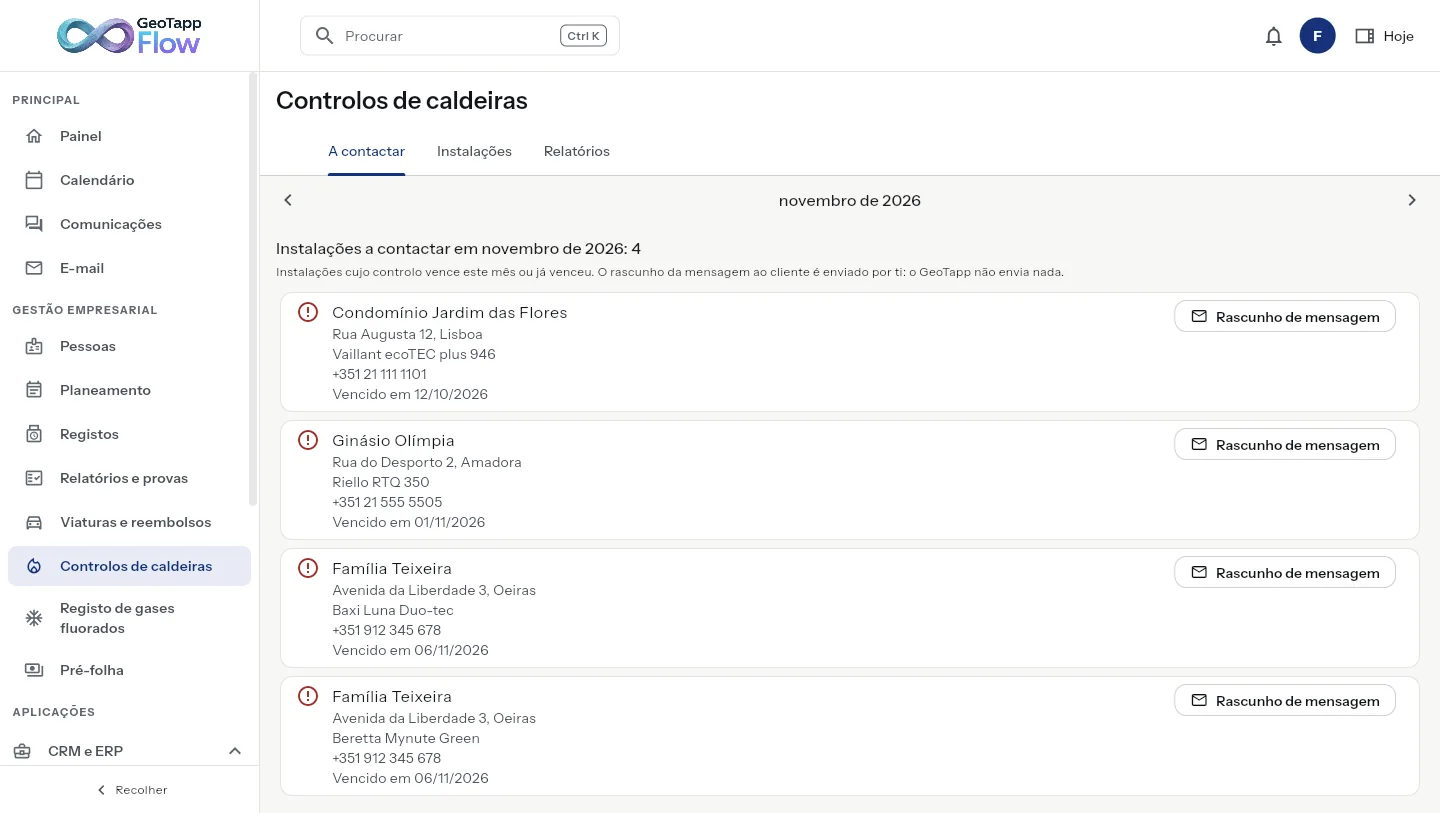 GeoTapp
Flow
Procurar
Ctrl K
F
Hoje
PRINCIPAL
Painel
Calendário
Comunicações
E-mail
GESTÃO EMPRESARIAL
Pessoas
Planeamento
Registos
Relatórios e provas
Viaturas e reembolsos
Controlos de caldeiras
Registo de gases
fluorados
Pré-folha
APLICAÇÕES
CRM e ERP
Recolher
Controlos de caldeiras
A contactar
Instalações
Relatórios
novembro de 2026
Instalações a contactar em novembro de 2026: 4
Instalações cujo controlo vence este mês ou já venceu. O rascunho da mensagem ao cliente é enviado por ti: o GeoTapp não envia nada.
Condomínio Jardim das Flores
Rua Augusta 12, Lisboa
Vaillant ecoTEC plus 946
+351 21 111 1101
Vencido em 12/10/2026
Rascunho de mensagem
Ginásio Olímpia
Rua do Desporto 2, Amadora
Riello RTQ 350
+351 21 555 5505
Vencido em 01/11/2026
Rascunho de mensagem
Família Teixeira
Avenida da Liberdade 3, Oeiras
Baxi Luna Duo-tec
+351 912 345 678
Vencido em 06/11/2026
Rascunho de mensagem
Família Teixeira
Avenida da Liberdade 3, Oeiras
Beretta Mynute Green
+351 912 345 678
Vencido em 06/11/2026
Rascunho de mensagem